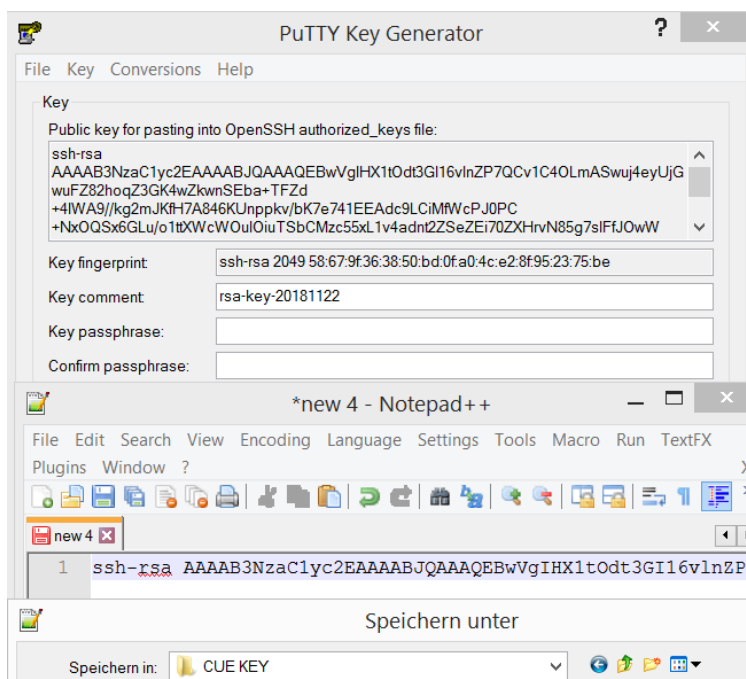 PuTTY Key Generator ?
File Key Conversions Help
Key
Public key for pasting into OpenSSH authorized_keys file:
ssh-rsa
AAAAB3NzaC1yc2EAAAABJQAAAQEBwVgIHX1tOdt3GI16vlnZP7QCv1C4OLmASwuj4eyUjG
wuFZ82hoqZ3GK4wZkwnSEba+TFZd
+4IWA9//kg2mJKfH7A846KUnppkv/bK7e741EEAdc9LCiMfWcPJ0PC
+NxOQSx6GLu/o1ttXWcWOulOiuTSbCMzc55xL1v4adnt2ZSeZEi70ZXHrvN85g7slFfJOwW
Key fingerprint: ssh-rsa 2049 58:67:9f:36:38:50:bd:0f:a0:4c:e2:8f:95:23:75:be
Key comment: rsa-key-20181122
Key passphrase:
Confirm passphrase:
*new 4 - Notepad++
File Edit Search View Encoding Language Settings Tools Macro Run TextFX
Plugins Window ? X
new 4
1 ssh-rsa AAAAB3NzaC1yc2EAAAABJQAAAQEBwVgIHX1tOdt3GI16vlnZP
Speichern unter
Speichern in: CUE KEY